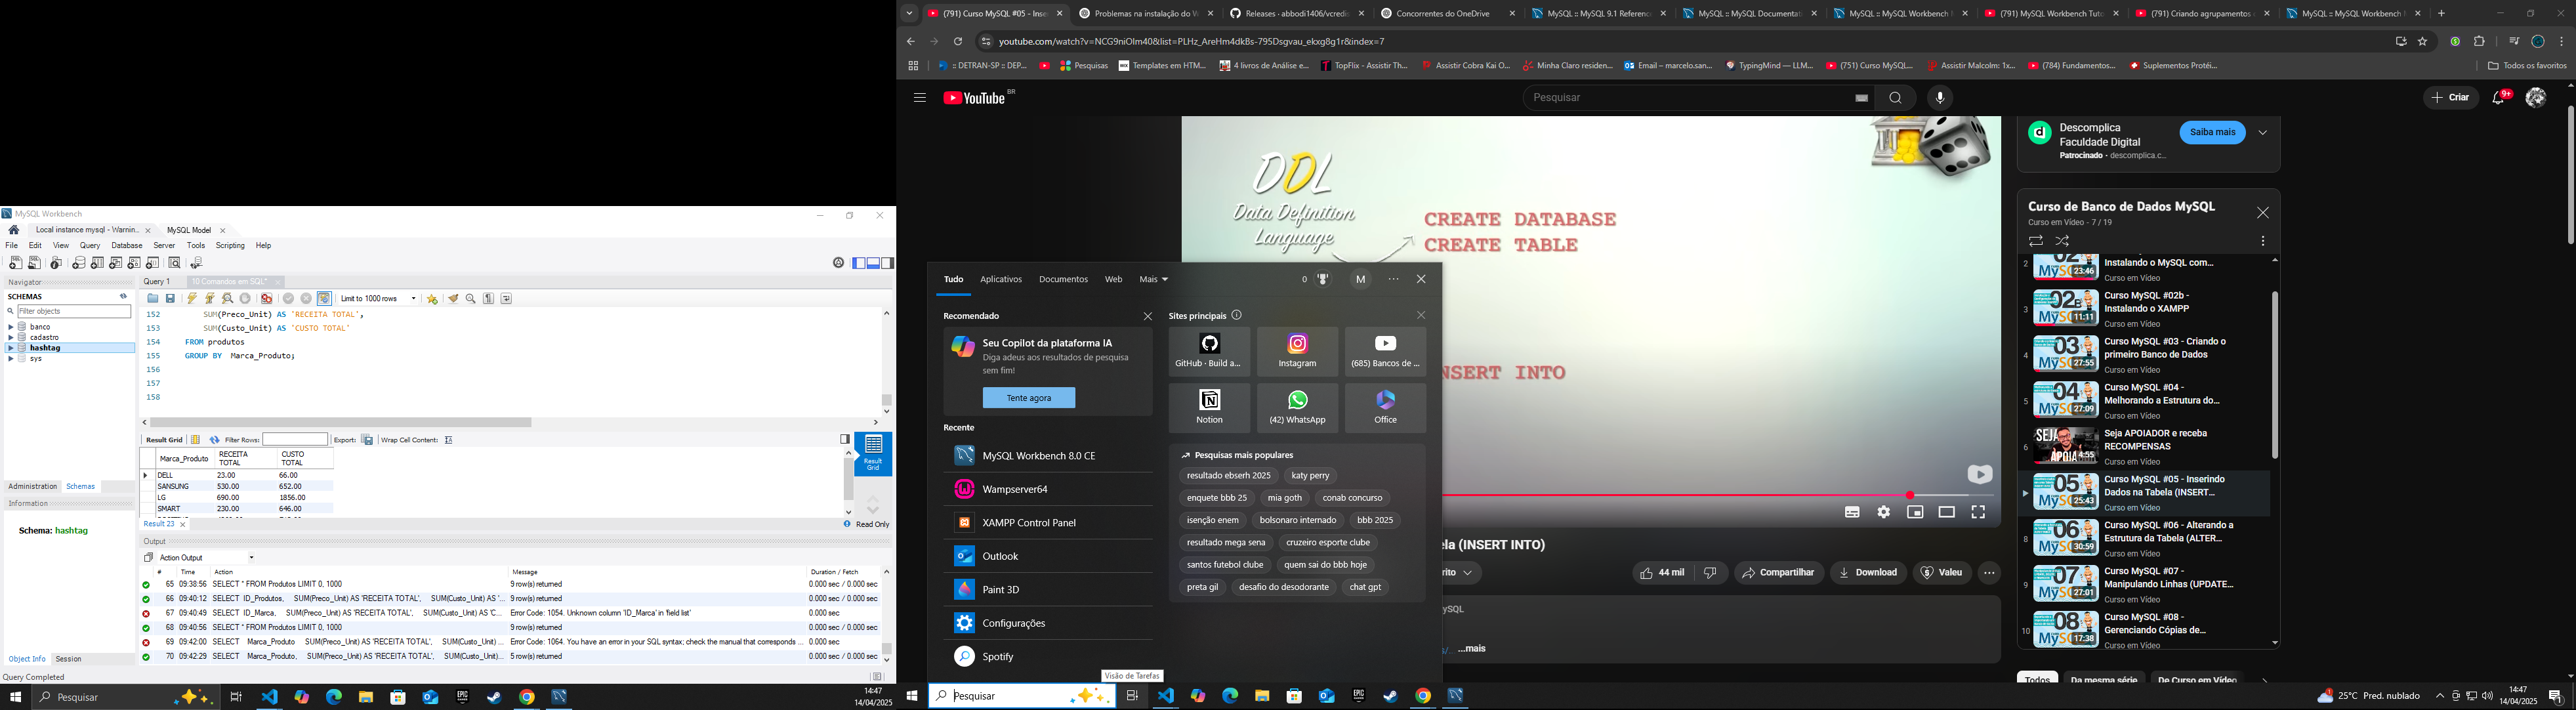 MySQL Workbench
Local instance mysql - Warnin...
MySQL Model
File Edit View Query Database Server Tools Scripting Help
Navigator
SCHEMAS
Filter objects
banco
cadastro
hashtag
sys
Administration Schemas
Information
Schema: hashtag
Object Info Session
Query Completed
Query 1
10 Comandos em SQL*
Limit to 1000 rows
152 SUM(Preco_Unit) AS 'RECEITA TOTAL',
153 SUM(Custo_Unit) AS 'CUSTO TOTAL'
154 FROM produtos
155 GROUP BY Marca_Produto;
156
157
158
Result Grid Filter Rows: Export: Wrap Cell Content:
Marca_Produto RECEITA TOTAL CUSTO TOTAL
DELL 23.00 66.00
SANSUNG 530.00 652.00
LG 690.00 1856.00
SMART 230.00 646.00
Result Grid
Result 23
Read Only
Output
Action Output
# Time Action Message Duration / Fetch
65 09:38:56 SELECT * FROM Produtos LIMIT 0, 1000 9 row(s) returned 0.000 sec / 0.000 sec
66 09:40:12 SELECT ID_Produtos, SUM(Preco_Unit) AS 'RECEITA TOTAL', SUM(Custo_Unit) AS '... 9 row(s) returned 0.000 sec / 0.000 sec
67 09:40:49 SELECT ID_Marca, SUM(Preco_Unit) AS 'RECEITA TOTAL', SUM(Custo_Unit) AS 'C... Error Code: 1054. Unknown column 'ID_Marca' in 'field list' 0.000 sec
68 09:40:56 SELECT * FROM Produtos LIMIT 0, 1000 9 row(s) returned 0.000 sec / 0.000 sec
69 09:42:00 SELECT Marca_Produto SUM(Preco_Unit) AS 'RECEITA TOTAL', SUM(Custo_Unit) ... Error Code: 1064. You have an error in your SQL syntax; check the manual that corresponds ... 0.000 sec
70 09:42:29 SELECT Marca_Produto, SUM(Preco_Unit) AS 'RECEITA TOTAL', SUM(Custo_Unit)... 5 row(s) returned 0.000 sec / 0.000 sec
Pesquisar
14:47
14/04/2025
(791) Curso MySQL #05 - Inse
Problemas na instalação do W
Releases · abbodi1406/vcredis
Concorrentes do OneDrive
MySQL :: MySQL 9.1 Referenc
MySQL :: MySQL Documentat
MySQL :: MySQL Workbench
(791) MySQL Workbench Tut
(791) Criando agrupamentos
MySQL :: MySQL Workbench
youtube.com/watch?v=NCG9niOlm40&list=PLHz_AreHm4dkBs-795Dsgvau_ekxg8g1r&index=7
:: DETRAN-SP :: DEP...
Pesquisas
Templates em HTM...
4 livros de Análise e...
TopFlix - Assistir Th...
Assistir Cobra Kai O...
Minha Claro residen...
Email – marcelo.san...
TypingMind — LLM...
(751) Curso MySQL...
Assistir Malcolm: 1x...
(784) Fundamentos...
Suplementos Protéi...
Todos os favoritos
YouTube BR
Pesquisar
Criar
9+
DDL
Data Definition
Language
CREATE DATABASE
CREATE TABLE
NSERT INTO
Tudo Aplicativos Documentos Web Mais 0 M
Recomendado
Seu Copilot da plataforma IA
Diga adeus aos resultados de pesquisa
sem fim!
Tente agora
Recente
MySQL Workbench 8.0 CE
Wampserver64
XAMPP Control Panel
Outlook
Paint 3D
Configurações
Spotify
Sites principais
GitHub · Build a...
Instagram
(685) Bancos de ...
Notion
(42) WhatsApp
Office
Pesquisas mais populares
resultado ebserh 2025
katy perry
enquete bbb 25
mia goth
conab concurso
isenção enem
bolsonaro internado
bbb 2025
resultado mega sena
cruzeiro esporte clube
santos futebol clube
quem sai do bbb hoje
preta gil
desafio do desodorante
chat gpt
Visão de Tarefas
ela (INSERT INTO)
rito
44 mil
Compartilhar
Download
Valeu
ySQL
...mais
Descomplica
Faculdade Digital
Patrocinado · descomplica.c...
Saiba mais
Curso de Banco de Dados MySQL
Curso em Vídeo - 7 / 19
2
23:46
Instalando o MySQL com...
3
02B
11:11
Curso MySQL #02b -
Instalando o XAMPP
Curso em Vídeo
4
03
27:55
Curso MySQL #03 - Criando o
primeiro Banco de Dados
Curso em Vídeo
5
04
27:09
Curso MySQL #04 -
Melhorando a Estrutura do...
Curso em Vídeo
6
SEJA
APOIA
4:55
Seja APOIADOR e receba
RECOMPENSAS
Curso em Vídeo
05
25:43
Curso MySQL #05 - Inserindo
Dados na Tabela (INSERT...
Curso em Vídeo
8
06
30:59
Curso MySQL #06 - Alterando a
Estrutura da Tabela (ALTER...
Curso em Vídeo
9
07
27:01
Curso MySQL #07 -
Manipulando Linhas (UPDATE...
Curso em Vídeo
10
08
17:38
Curso MySQL #08 -
Gerenciando Cópias de...
Curso em Vídeo
Todos
Da mesma série
De Curso em Vídeo
Pesquisar
25°C Pred. nublado
14:47
14/04/2025